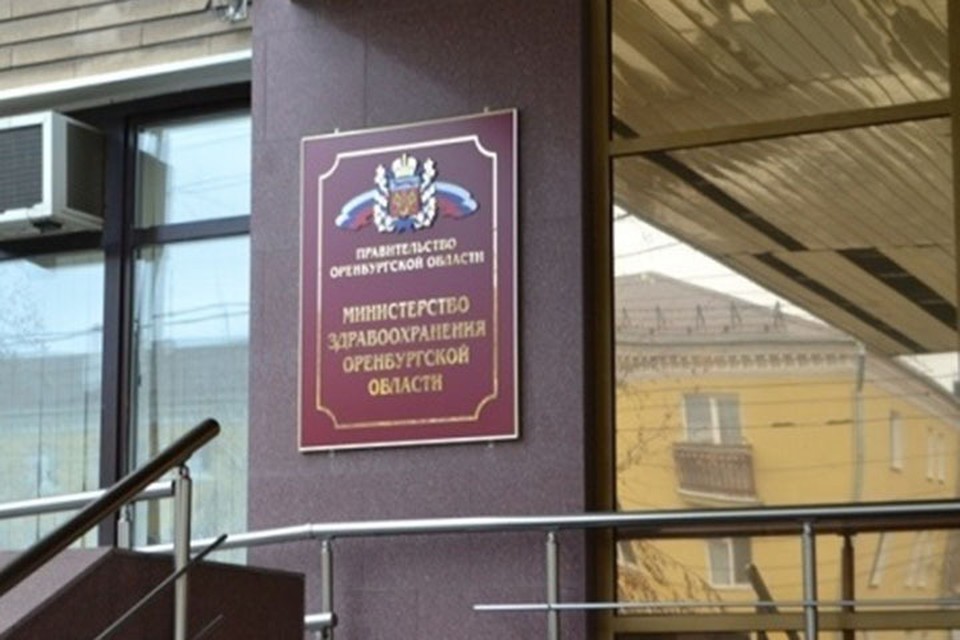 ПРАВИТЕЛЬСТВО
ОРЕНБУРГСКОЙ ОБЛАСТИ
МИНИСТЕРСТВО
ЗДРАВООХРАНЕНИЯ
ОРЕНБУРГСКОЙ
ОБЛАСТИ